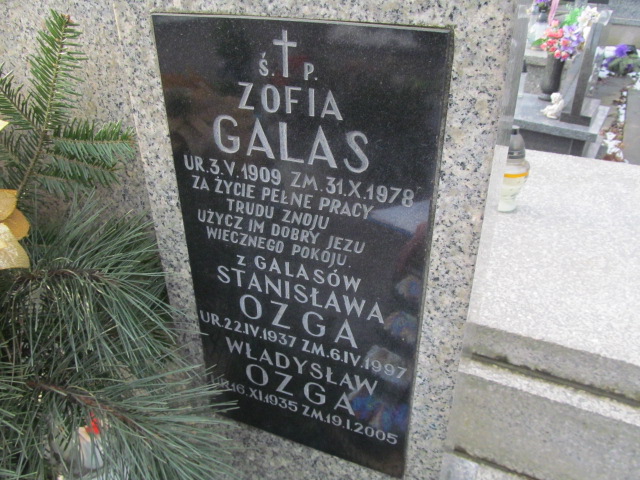 Ś. P.
ZOFIA
GALAS
UR.3.V.1909 ZM.31.X.1978
ZA ŻYCIE PEŁNE PRACY
TRUDU ZNOJU
UŻYCZ IM DOBRY JEZU
WIECZNEGO POKOJU.
Z GALASÓW
STANISŁAWA
OZGA
UR.22.IV.1937 ZM.6.IV.1997
WŁADYSŁAW
OZGA
16.XI.1935 ZM.19.I.2005